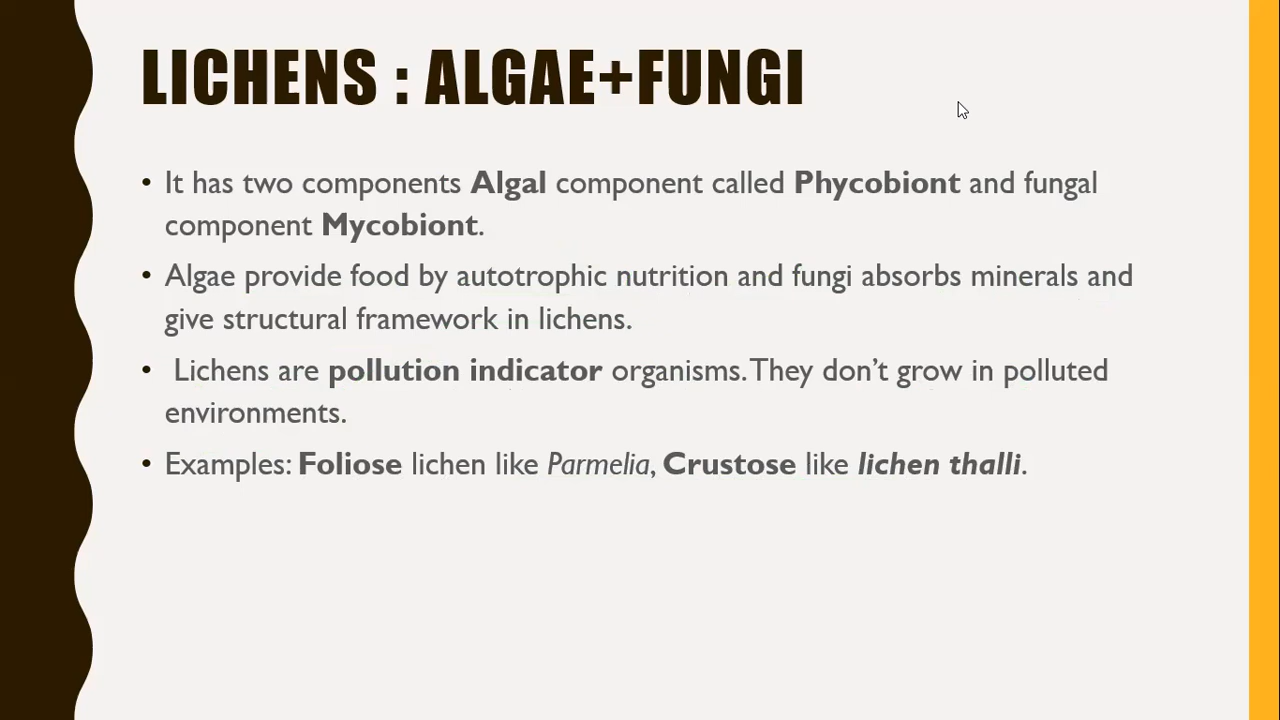 LICHENS : ALGAE+FUNGI
• It has two components Algal component called Phycobiont and fungal
component Mycobiont.
• Algae provide food by autotrophic nutrition and fungi absorbs minerals and
give structural framework in lichens.
• Lichens are pollution indicator organisms. They don’t grow in polluted
environments.
• Examples: Foliose lichen like Parmelia, Crustose like lichen thalli.